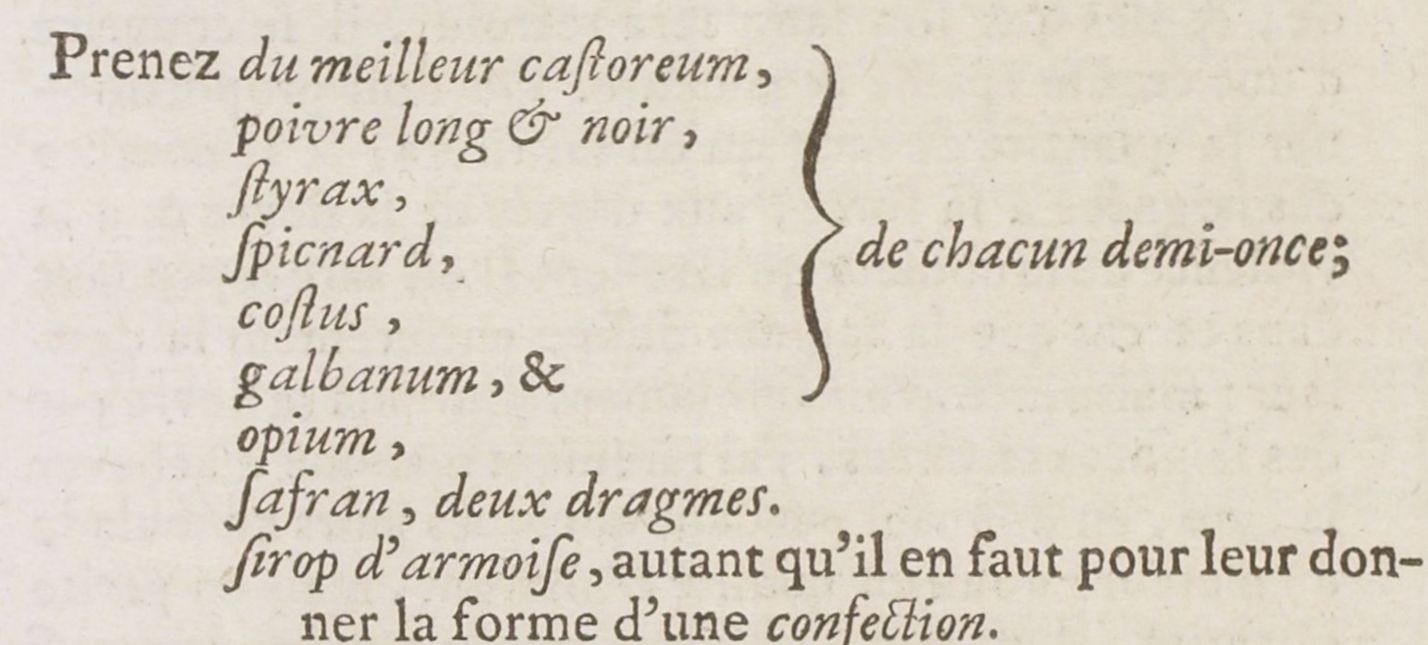 Prenez du meilleur caſtoreum,
poivre long & noir,
ſtyrax,
ſpicnard,
coſtus,
galbanum, &
de chacun demi-once;
opium,
ſafran, deux dragmes.
ſirop d'armoiſe, autant qu'il en faut pour leur don-
ner la forme d'une confection.